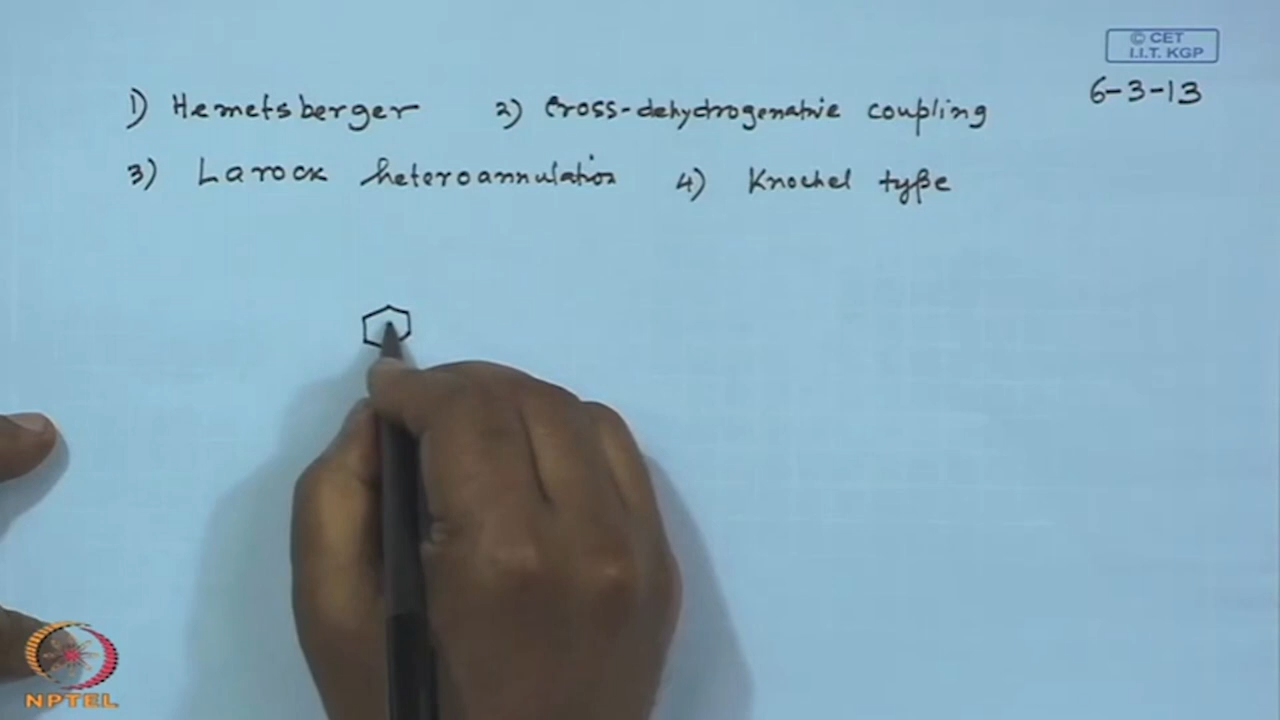 © CET
I.I.T. KGP
6-3-13
1) Hemetsberger 2) Cross-dehydrogenative coupling
3) Larock heteroannulation 4) Knochel type
NPTEL